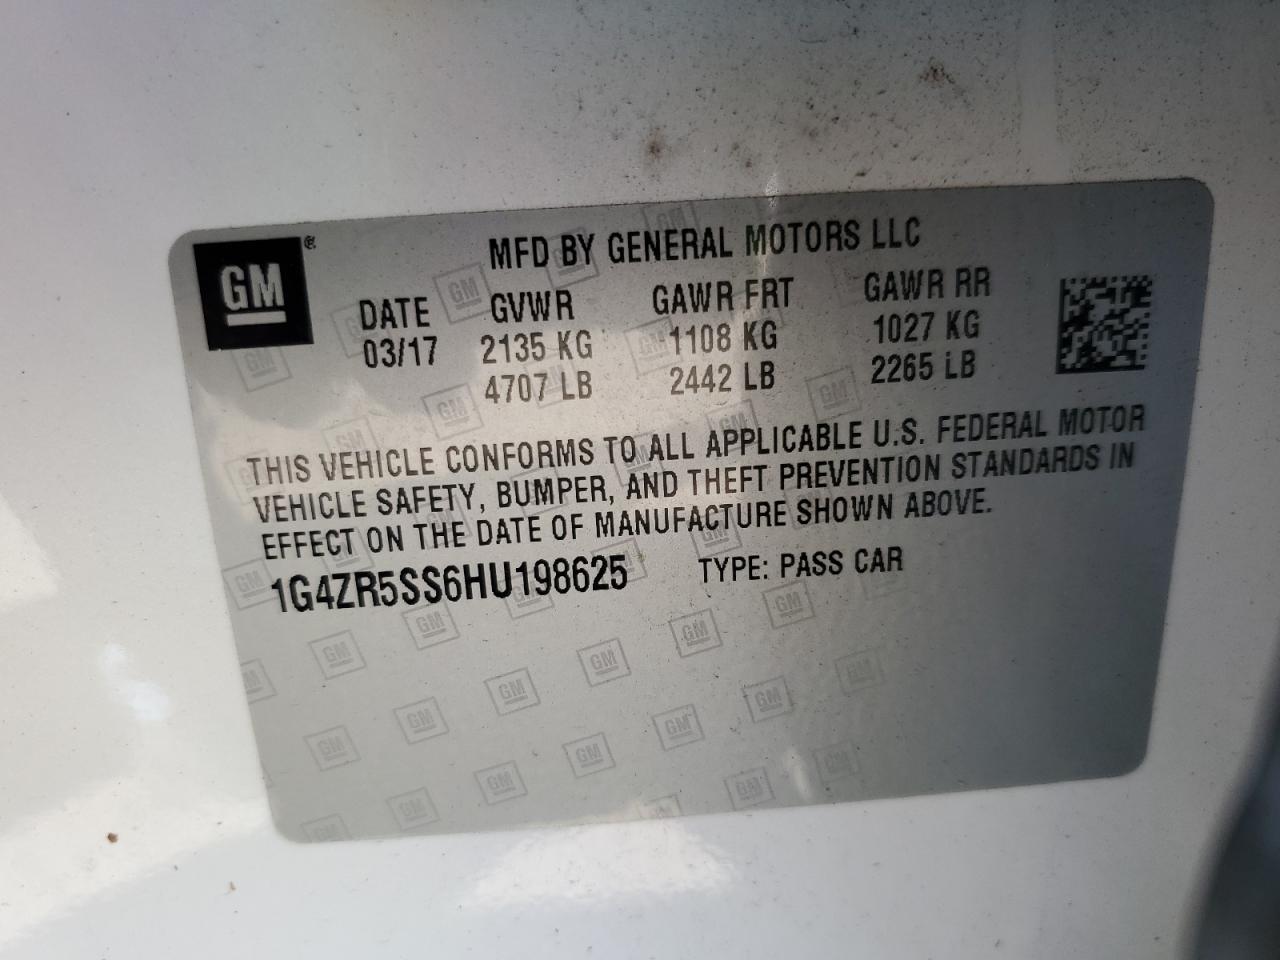 GM®
MFD BY GENERAL MOTORS LLC
DATE GVWR GAWR FRT GAWR RR
03/17 2135 KG 1108 KG 1027 KG
4707 LB 2442 LB 2265 LB
THIS VEHICLE CONFORMS TO ALL APPLICABLE U.S. FEDERAL MOTOR
VEHICLE SAFETY, BUMPER, AND THEFT PREVENTION STANDARDS IN
EFFECT ON THE DATE OF MANUFACTURE SHOWN ABOVE.
1G4ZR5SS6HU198625 TYPE: PASS CAR